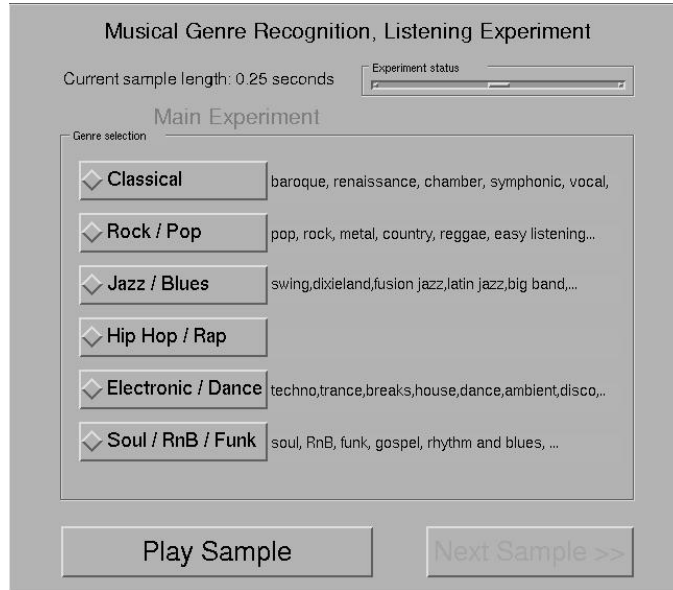 Musical Genre Recognition, Listening Experiment
Current sample length: 0.25 seconds
Experiment status
Main Experiment
Genre selection
Classical baroque, renaissance, chamber, symphonic, vocal,
Rock / Pop pop, rock, metal, country, reggae, easy listening...
Jazz / Blues swing,dixieland,fusion jazz,latin jazz,big band,...
Hip Hop / Rap
Electronic / Dance techno,trance,breaks,house,dance,ambient,disco,..
Soul / RnB / Funk soul, RnB, funk, gospel, rhythm and blues, ...
Play Sample Next Sample >>